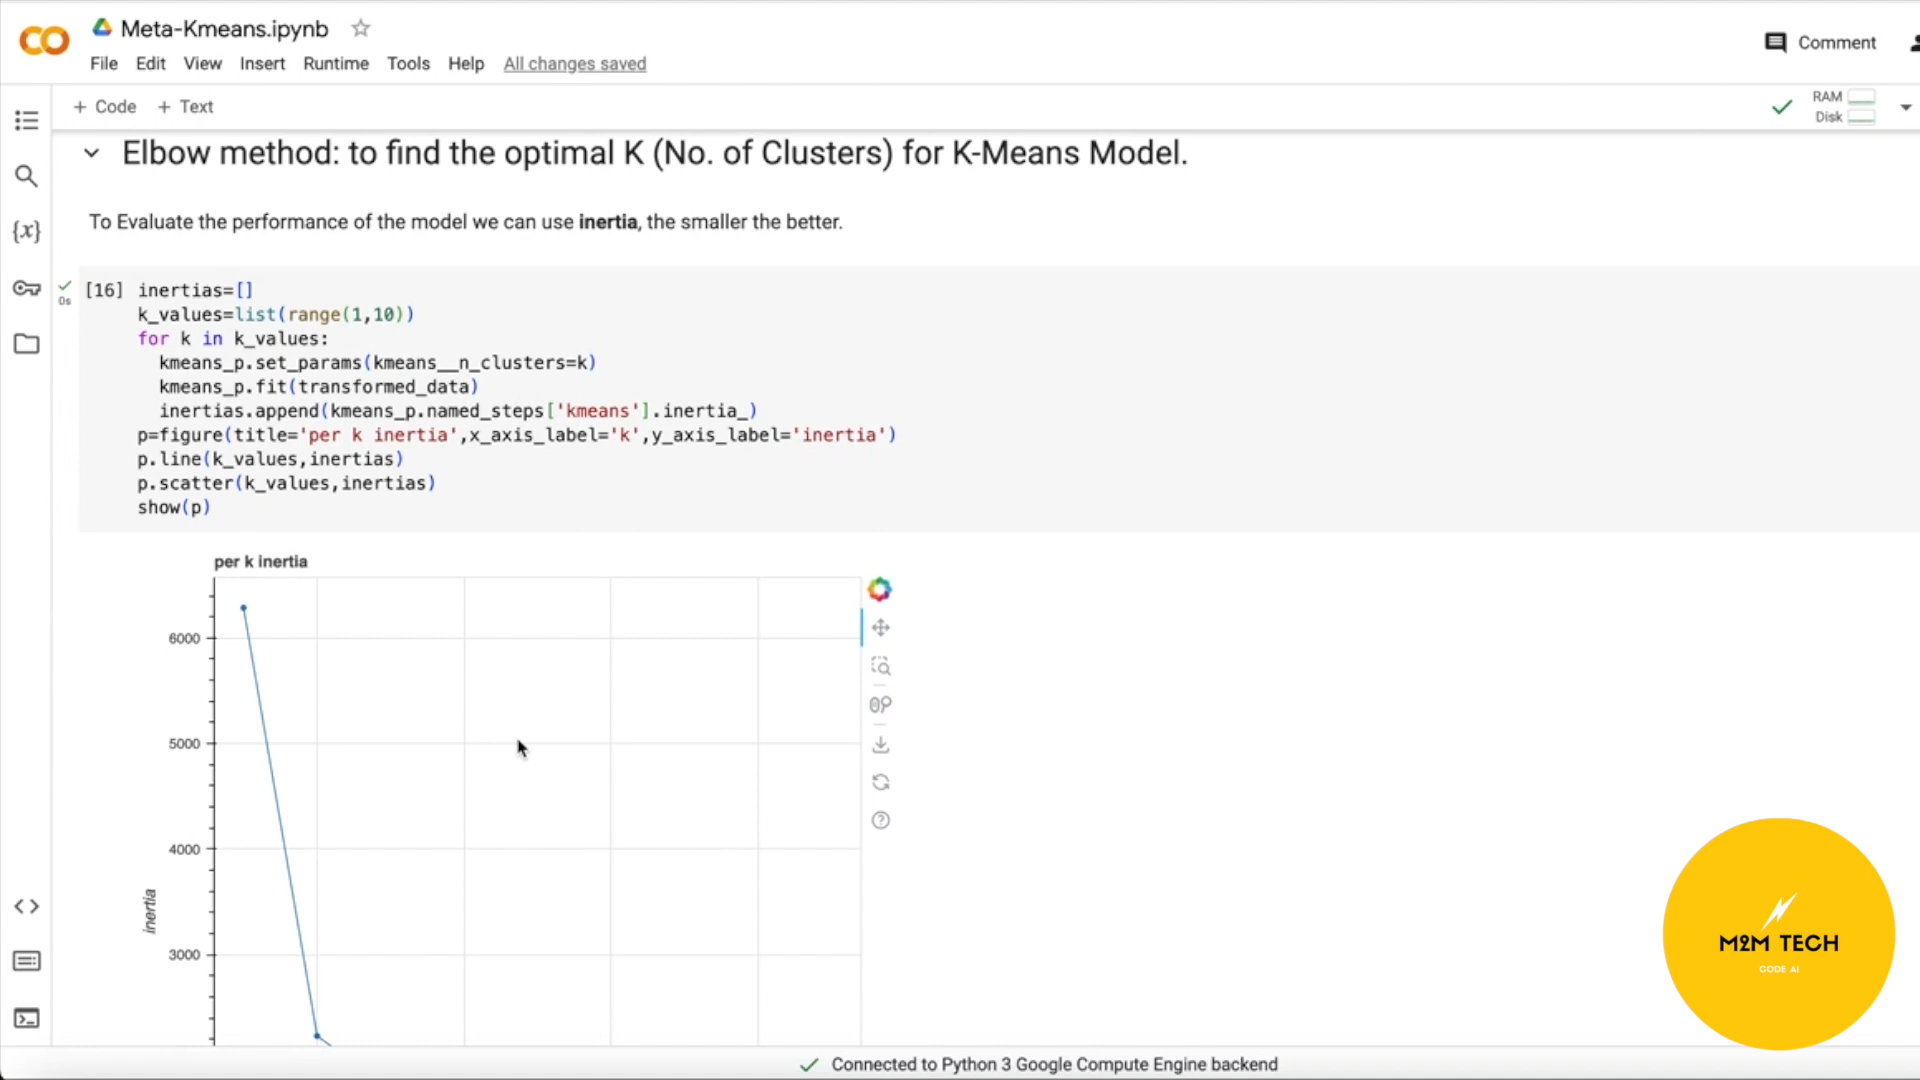 Meta-Kmeans.ipynb
Comment
File Edit View Insert Runtime Tools Help All changes saved
+ Code + Text
RAM
Disk
Elbow method: to find the optimal K (No. of Clusters) for K-Means Model.
{x}
To Evaluate the performance of the model we can use inertia, the smaller the better.
0s
[16] inertias=[]
k_values=list(range(1,10))
for k in k_values:
kmeans_p.set_params(kmeans__n_clusters=k)
kmeans_p.fit(transformed_data)
inertias.append(kmeans_p.named_steps['kmeans'].inertia_)
p=figure(title='per k inertia',x_axis_label='k',y_axis_label='inertia')
p.line(k_values,inertias)
p.scatter(k_values,inertias)
show(p)
per k inertia
6000
5000
4000
inertia
3000
M2M TECH
CODE AI
Connected to Python 3 Google Compute Engine backend